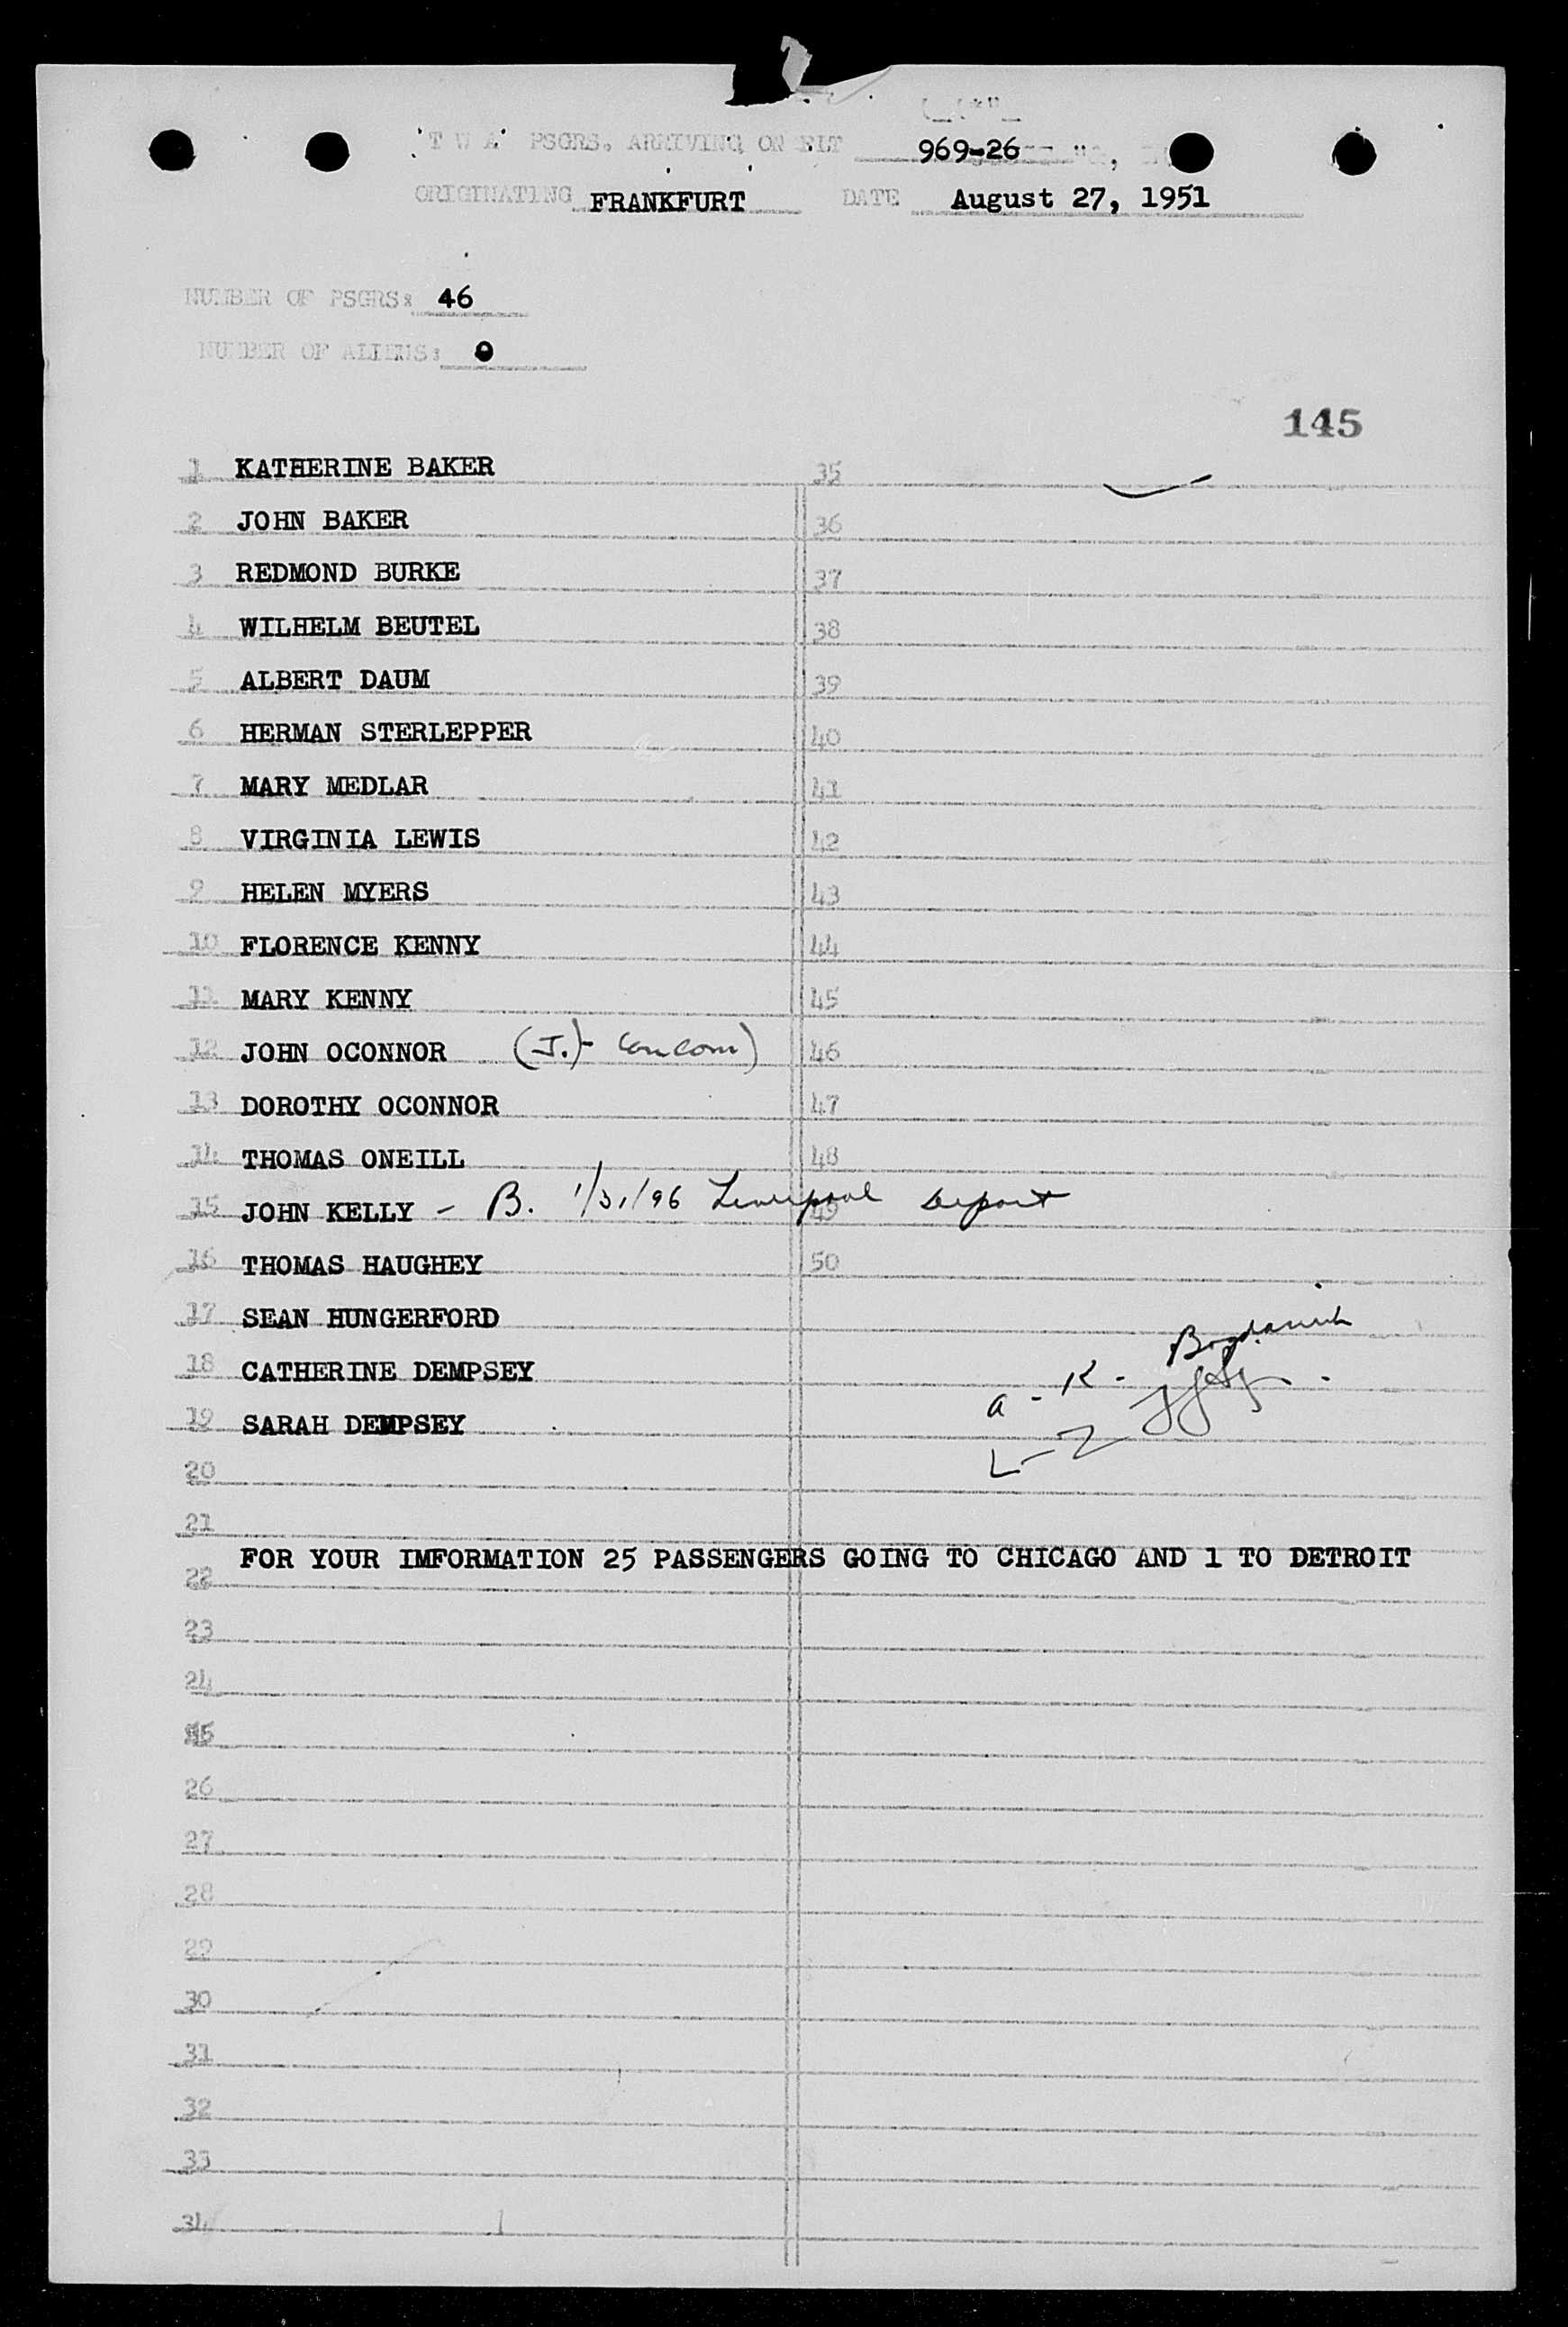 T W A PSGRS. ARRIVING ON FLT 969-26
ORIGINATING FRANKFURT DATE August 27, 1951
NUMBER OF PSGRS: 46
NUMBER OF ALIENS: 0
145
1 KATHERINE BAKER 35
2 JOHN BAKER 36
3 REDMOND BURKE 37
4 WILHELM BEUTEL 38
5 ALBERT DAUM 39
6 HERMAN STERLEPPER 40
7 MARY MEDLAR 41
8 VIRGINIA LEWIS 42
9 HELEN MYERS 43
10 FLORENCE KENNY 44
11 MARY KENNY 45
12 JOHN OCONNOR (J.) 46
13 DOROTHY OCONNOR 47
14 THOMAS ONEILL 48
15 JOHN KELLY - B. 1/31/96 Liverpool 49
16 THOMAS HAUGHEY 50
17 SEAN HUNGERFORD
18 CATHERINE DEMPSEY a - K -
19 SARAH DEMPSEY L - Z
20
21
FOR YOUR IMFORMATION 25 PASSENGERS GOING TO CHICAGO AND 1 TO DETROIT
22
23
24
25
26
27
28
29
30
31
32
33
34